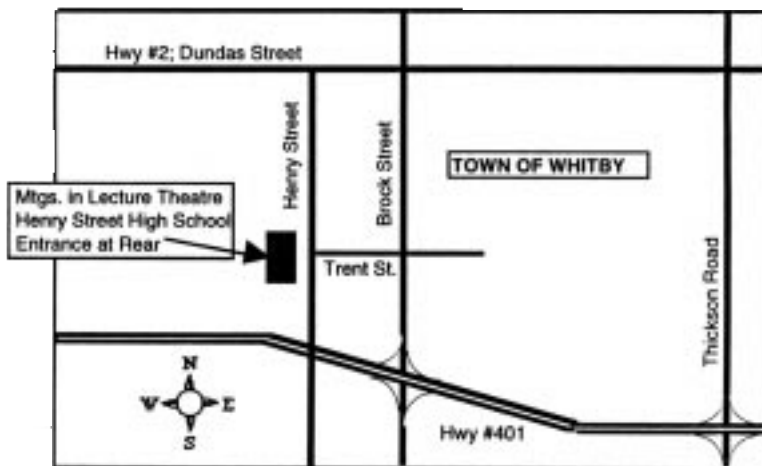 Hwy #2; Dundas Street
Henry Street
Brock Street
TOWN OF WHITBY
Mtgs. in Lecture Theatre
Henry Street High School
Entrance at Rear
Trent St.
Thickson Road
N
W E
S
Hwy #401